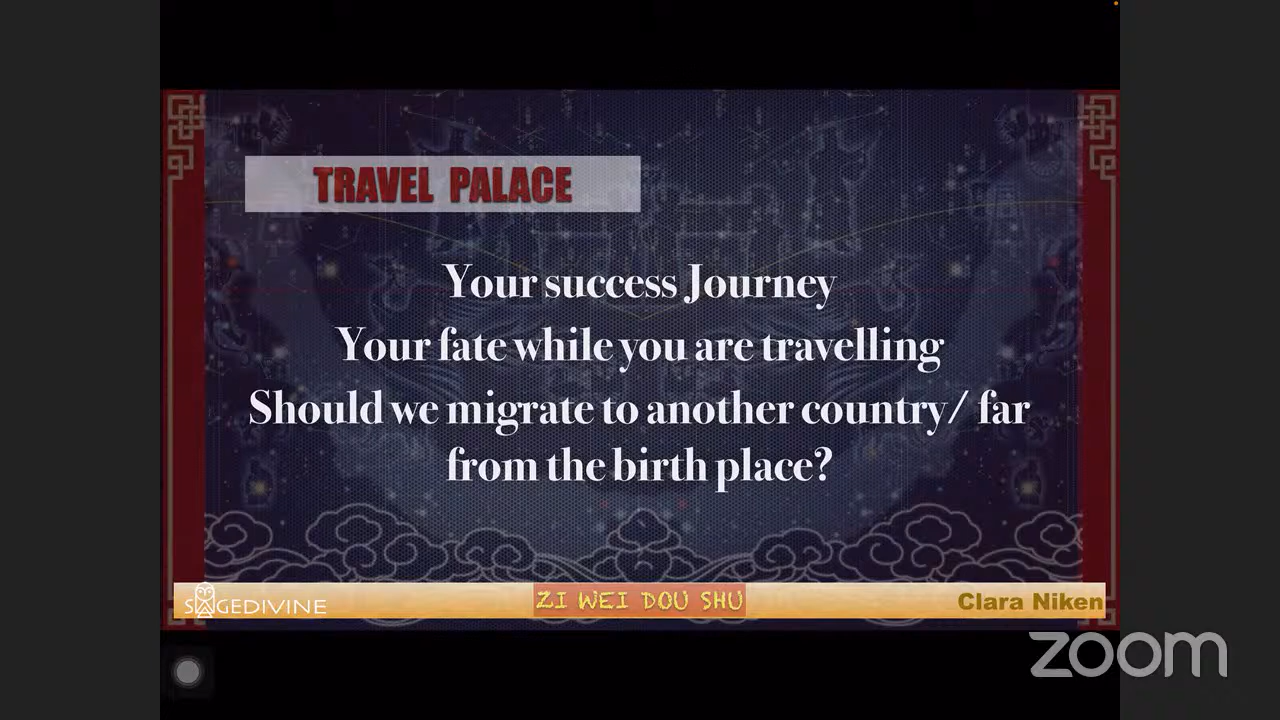 TRAVEL PALACE
Your success Journey
Your fate while you are travelling
Should we migrate to another country/ far
from the birth place?
SAGEDIVINE
ZI WEI DOU SHU
Clara Niken
zoom